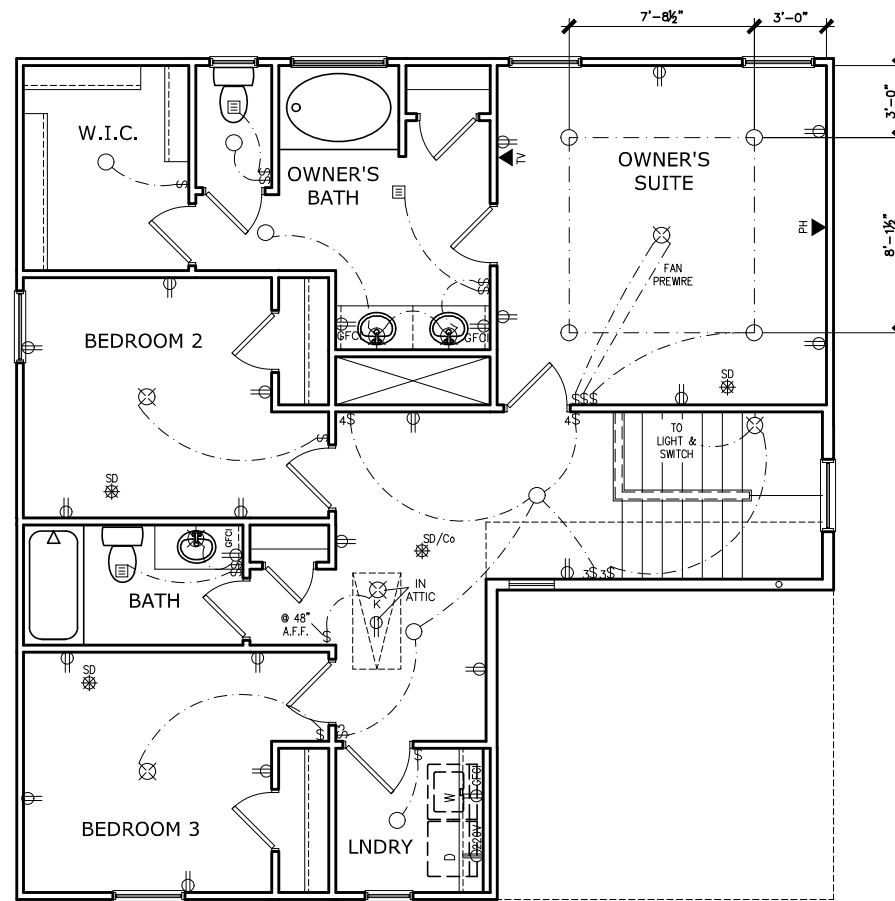 7'-8½"
3'-0"
3'-0"
W.I.C.
OWNER'S
BATH
TV
OWNER'S
SUITE
PH
8'-1½"
FAN
PREWIRE
$
$$
$$
GFCI
GFCI
BEDROOM 2
$
SD
$$$
SD
4$
4$
TO
LIGHT &
SWITCH
SD
SD/Co
GFCI
$$
BATH
@ 48"
A.F.F.
$
K
IN
ATTIC
3$
3$
SD
$
$3
$
BEDROOM 3
LNDRY
W
GFCI
D
220V